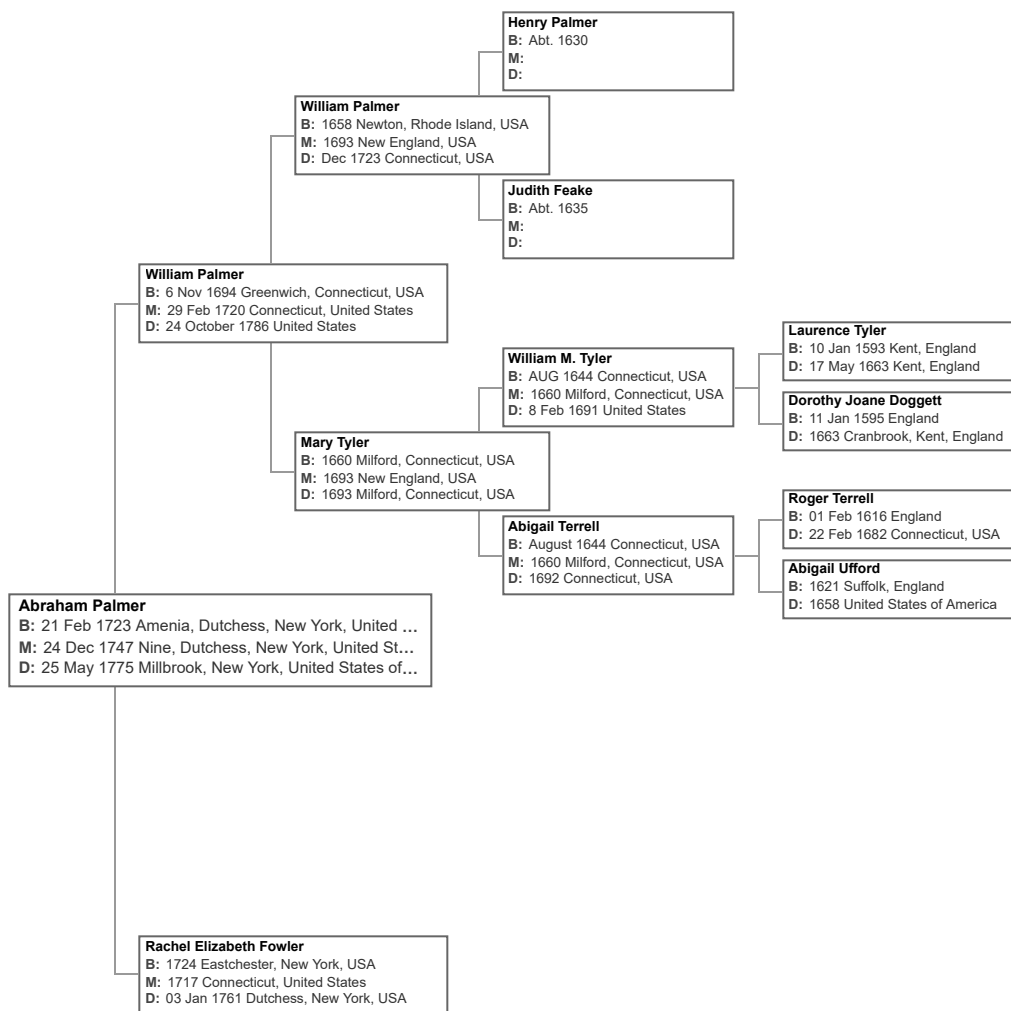 Henry Palmer
B: Abt. 1630
M:
D:
William Palmer
B: 1658 Newton, Rhode Island, USA
M: 1693 New England, USA
D: Dec 1723 Connecticut, USA
Judith Feake
B: Abt. 1635
M:
D:
William Palmer
B: 6 Nov 1694 Greenwich, Connecticut, USA
M: 29 Feb 1720 Connecticut, United States
D: 24 October 1786 United States
William M. Tyler
B: AUG 1644 Connecticut, USA
M: 1660 Milford, Connecticut, USA
D: 8 Feb 1691 United States
Laurence Tyler
B: 10 Jan 1593 Kent, England
D: 17 May 1663 Kent, England
Dorothy Joane Doggett
B: 11 Jan 1595 England
D: 1663 Cranbrook, Kent, England
Mary Tyler
B: 1660 Milford, Connecticut, USA
M: 1693 New England, USA
D: 1693 Milford, Connecticut, USA
Abigail Terrell
B: August 1644 Connecticut, USA
M: 1660 Milford, Connecticut, USA
D: 1692 Connecticut, USA
Roger Terrell
B: 01 Feb 1616 England
D: 22 Feb 1682 Connecticut, USA
Abigail Ufford
B: 1621 Suffolk, England
D: 1658 United States of America
Abraham Palmer
B: 21 Feb 1723 Amenia, Dutchess, New York, United ...
M: 24 Dec 1747 Nine, Dutchess, New York, United St...
D: 25 May 1775 Millbrook, New York, United States of...
Rachel Elizabeth Fowler
B: 1724 Eastchester, New York, USA
M: 1717 Connecticut, United States
D: 03 Jan 1761 Dutchess, New York, USA